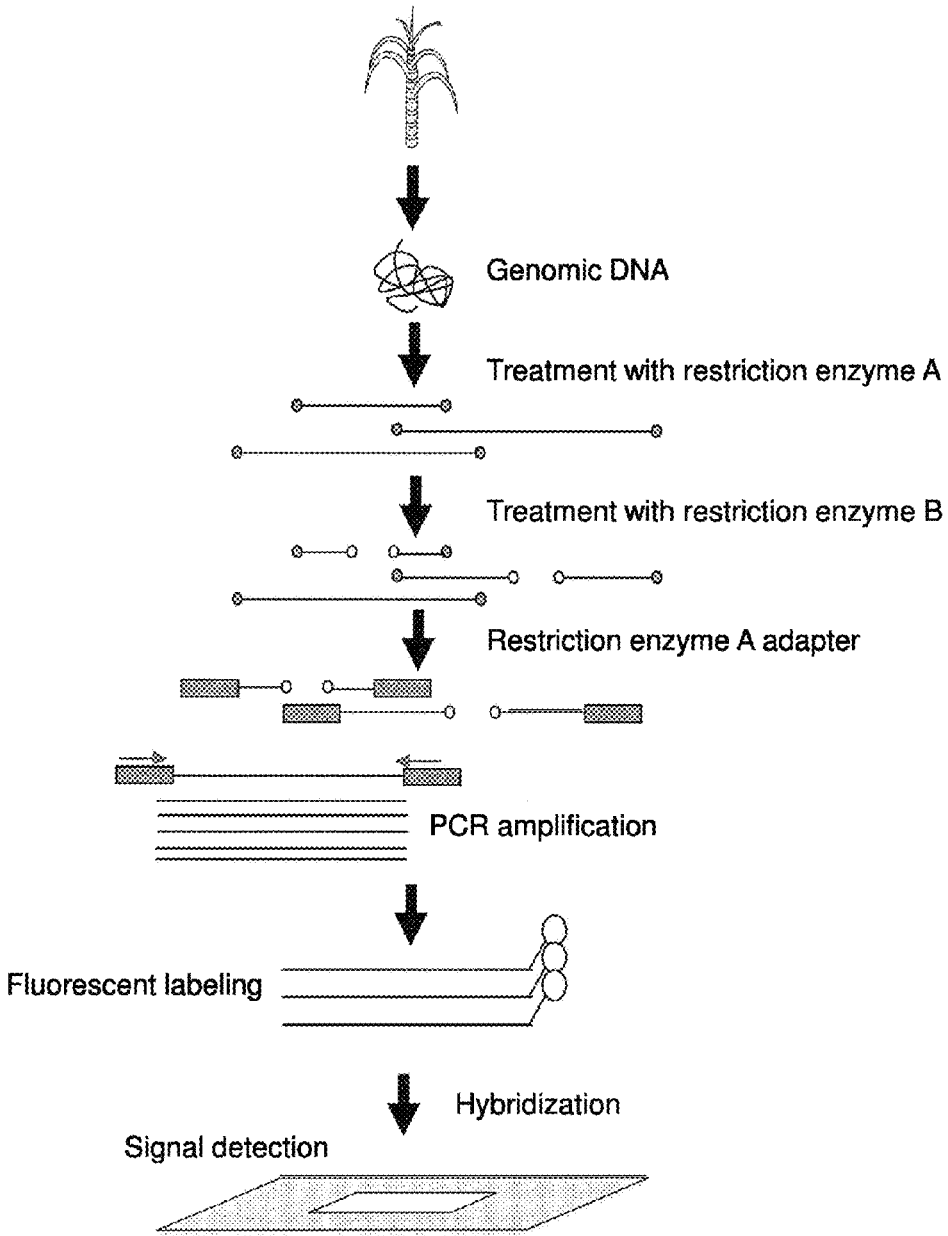 Genomic DNA
Treatment with restriction enzyme A
Treatment with restriction enzyme B
Restriction enzyme A adapter
PCR amplification
Fluorescent labeling
Hybridization
Signal detection